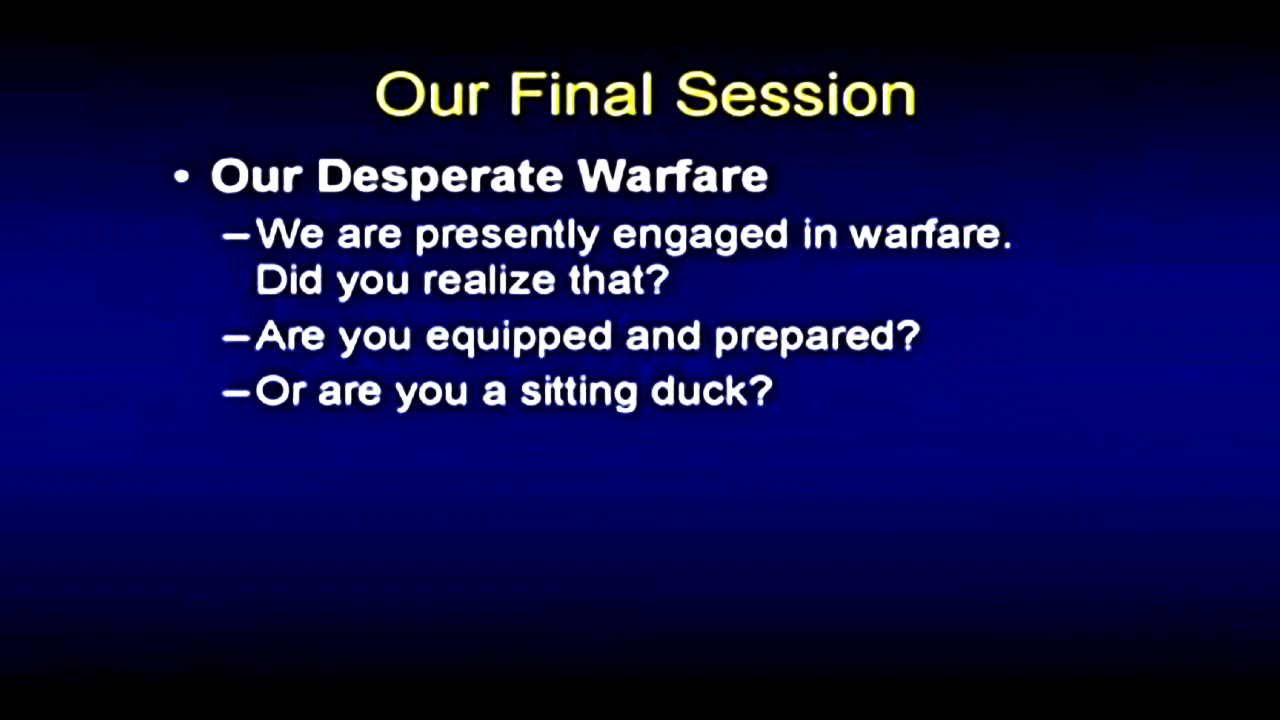 Our Final Session
• Our Desperate Warfare
– We are presently engaged in warfare.
Did you realize that?
– Are you equipped and prepared?
– Or are you a sitting duck?